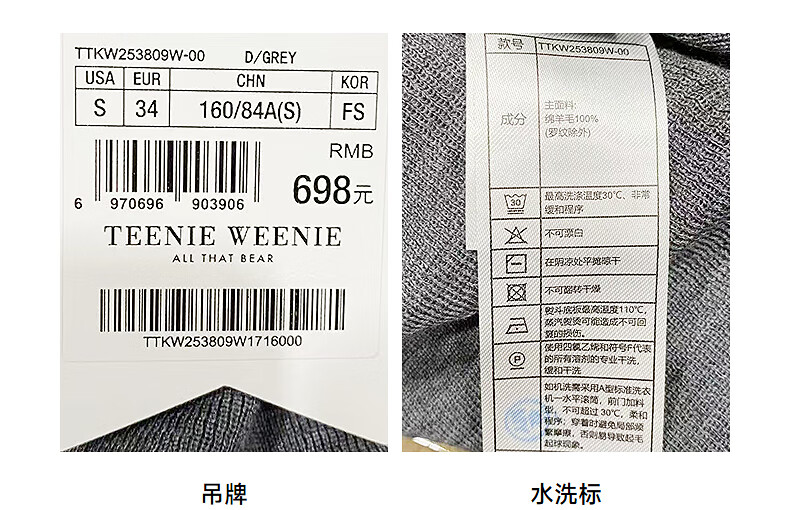 TTKW253809W-00 D/GREY
USA EUR CHN KOR
S 34 160/84A(S) FS
RMB
698元
6 970696 903906
TEENIE WEENIE
ALL THAT BEAR
TTKW253809W1716000
吊牌
款号 TTKW253809W-00
成分
主面料:
绵羊毛100%
(罗纹除外)
30
最高洗涤温度30℃、非常
缓和程序
不可漂白
在阴凉处平摊晾干
不可翻转干燥
熨斗底板最高温度110℃,
蒸汽熨烫可能造成不可回
复的损伤。
P
使用四氯乙烯和符号F代表
的所有溶剂的专业干洗,
缓和干洗
如机洗需采用A型标准洗衣
机—水平滚筒,前门加料
型,不可超过 30℃,柔和
程序;穿着时避免局部频
繁摩擦,否则易导致起毛
起球现象。
水洗标